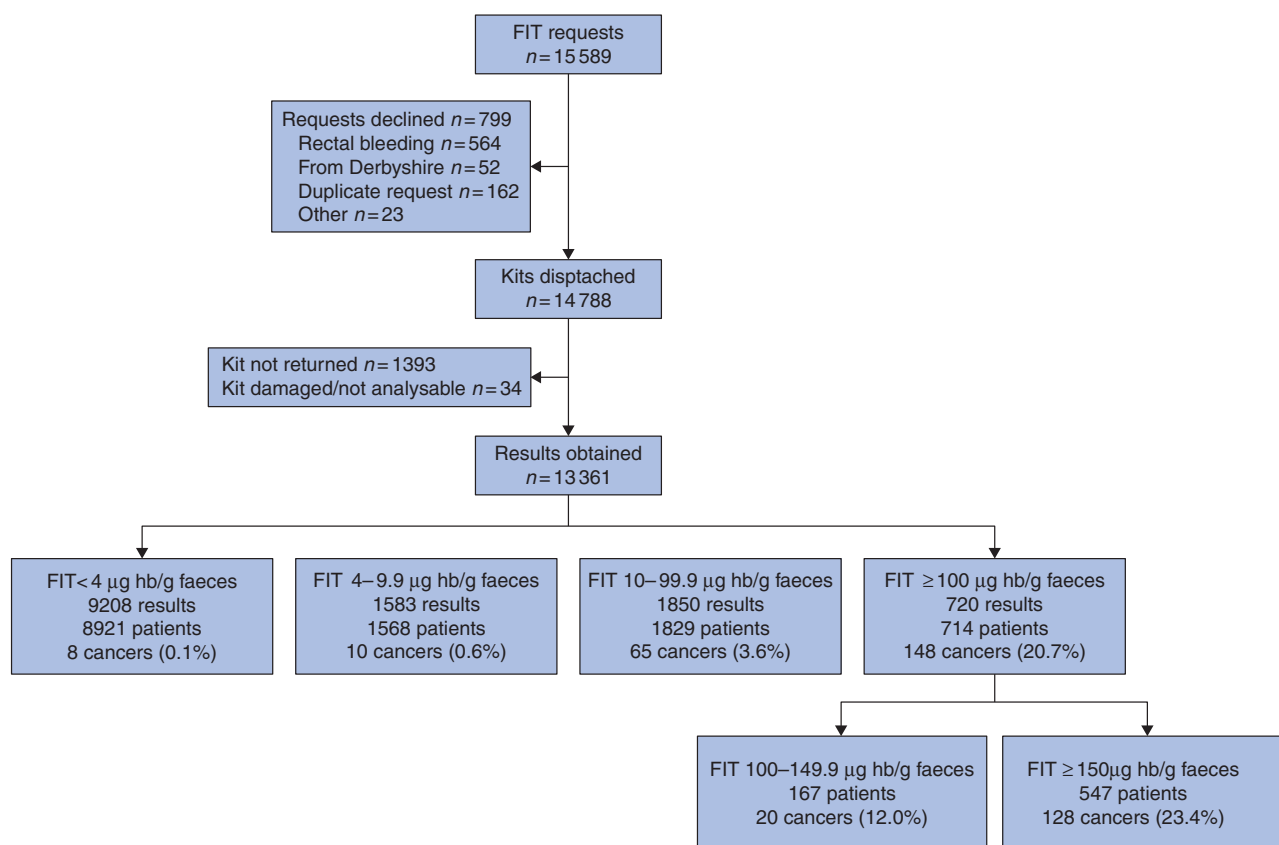 FIT requests
n=15 589
Requests declined n=799
Rectal bleeding n=564
From Derbyshire n=52
Duplicate request n=162
Other n=23
Kits disptached
n=14 788
Kit not returned n=1393
Kit damaged/not analysable n=34
Results obtained
n=13 361
FIT< 4 µg hb/g faeces
9208 results
8921 patients
8 cancers (0.1%)
FIT 4–9.9 µg hb/g faeces
1583 results
1568 patients
10 cancers (0.6%)
FIT 10–99.9 µg hb/g faeces
1850 results
1829 patients
65 cancers (3.6%)
FIT ≥100 µg hb/g faeces
720 results
714 patients
148 cancers (20.7%)
FIT 100–149.9 µg hb/g faeces
167 patients
20 cancers (12.0%)
FIT ≥150µg hb/g faeces
547 patients
128 cancers (23.4%)